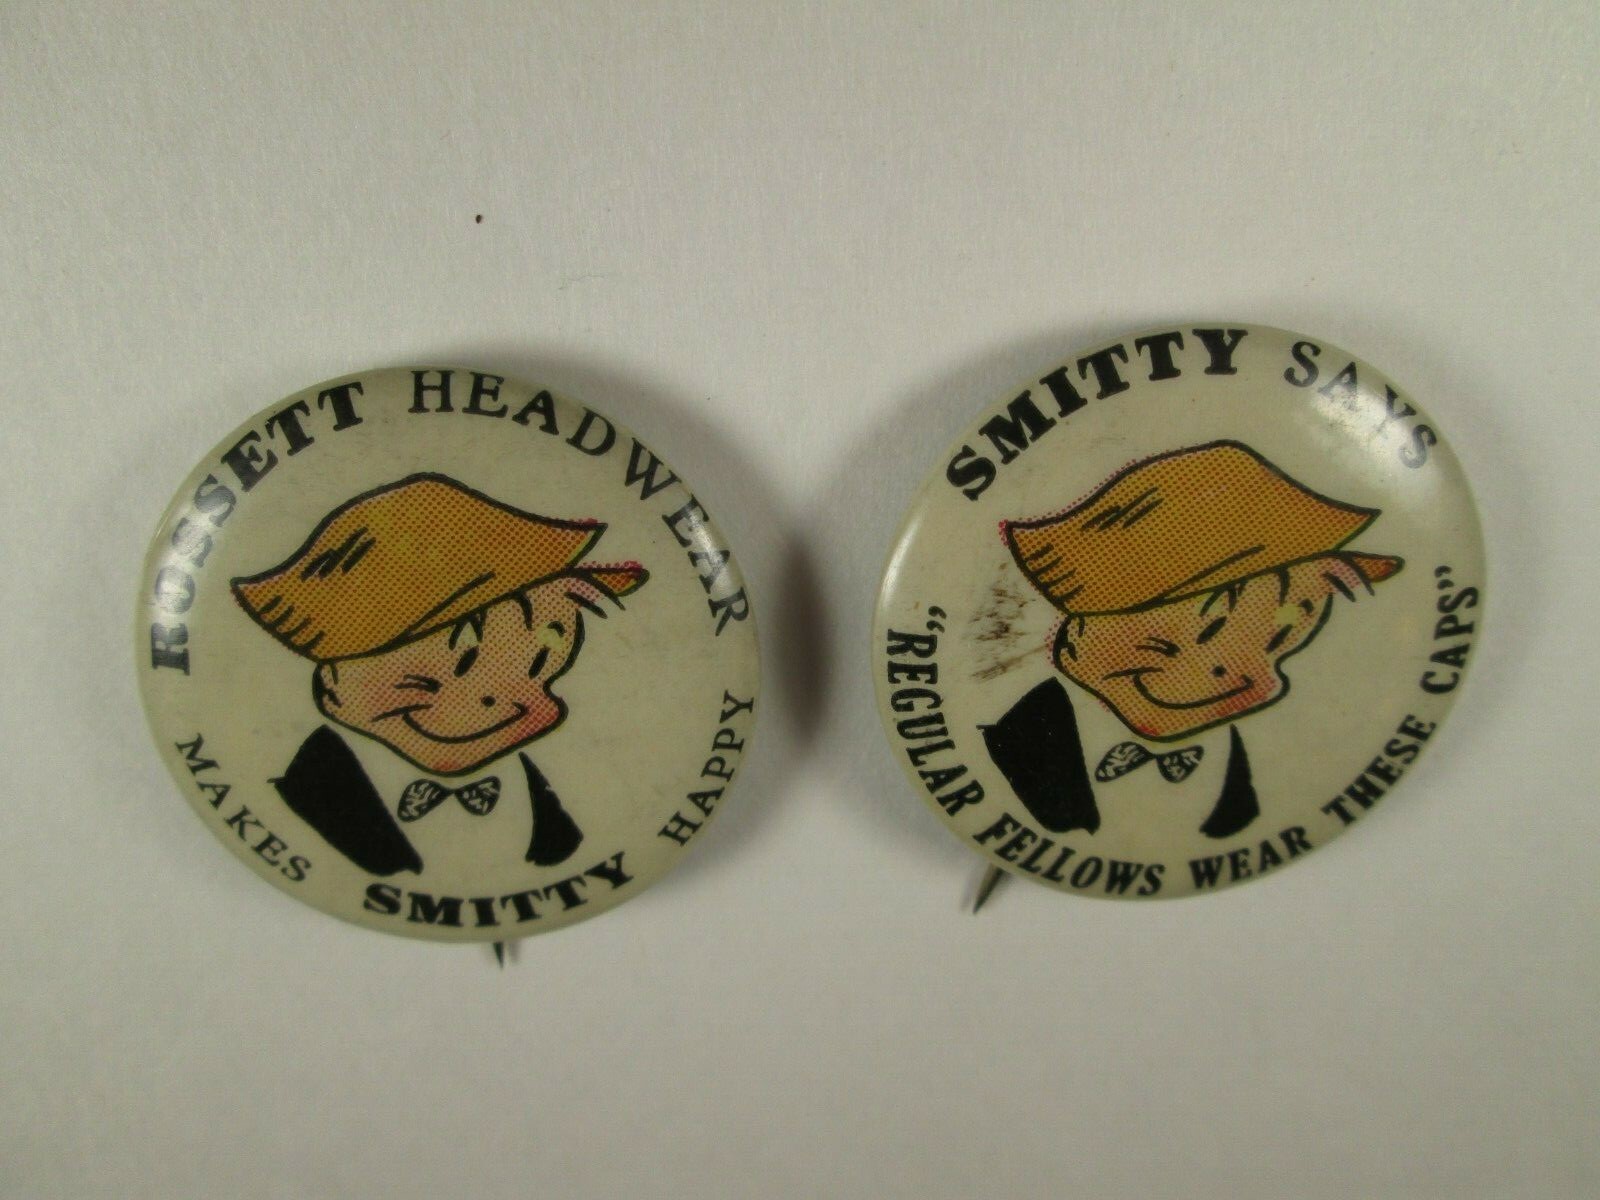 ROSSETT HEADWEAR
MAKES SMITTY HAPPY
SMITTY SAYS
"REGULAR FELLOWS WEAR THESE CAPS"